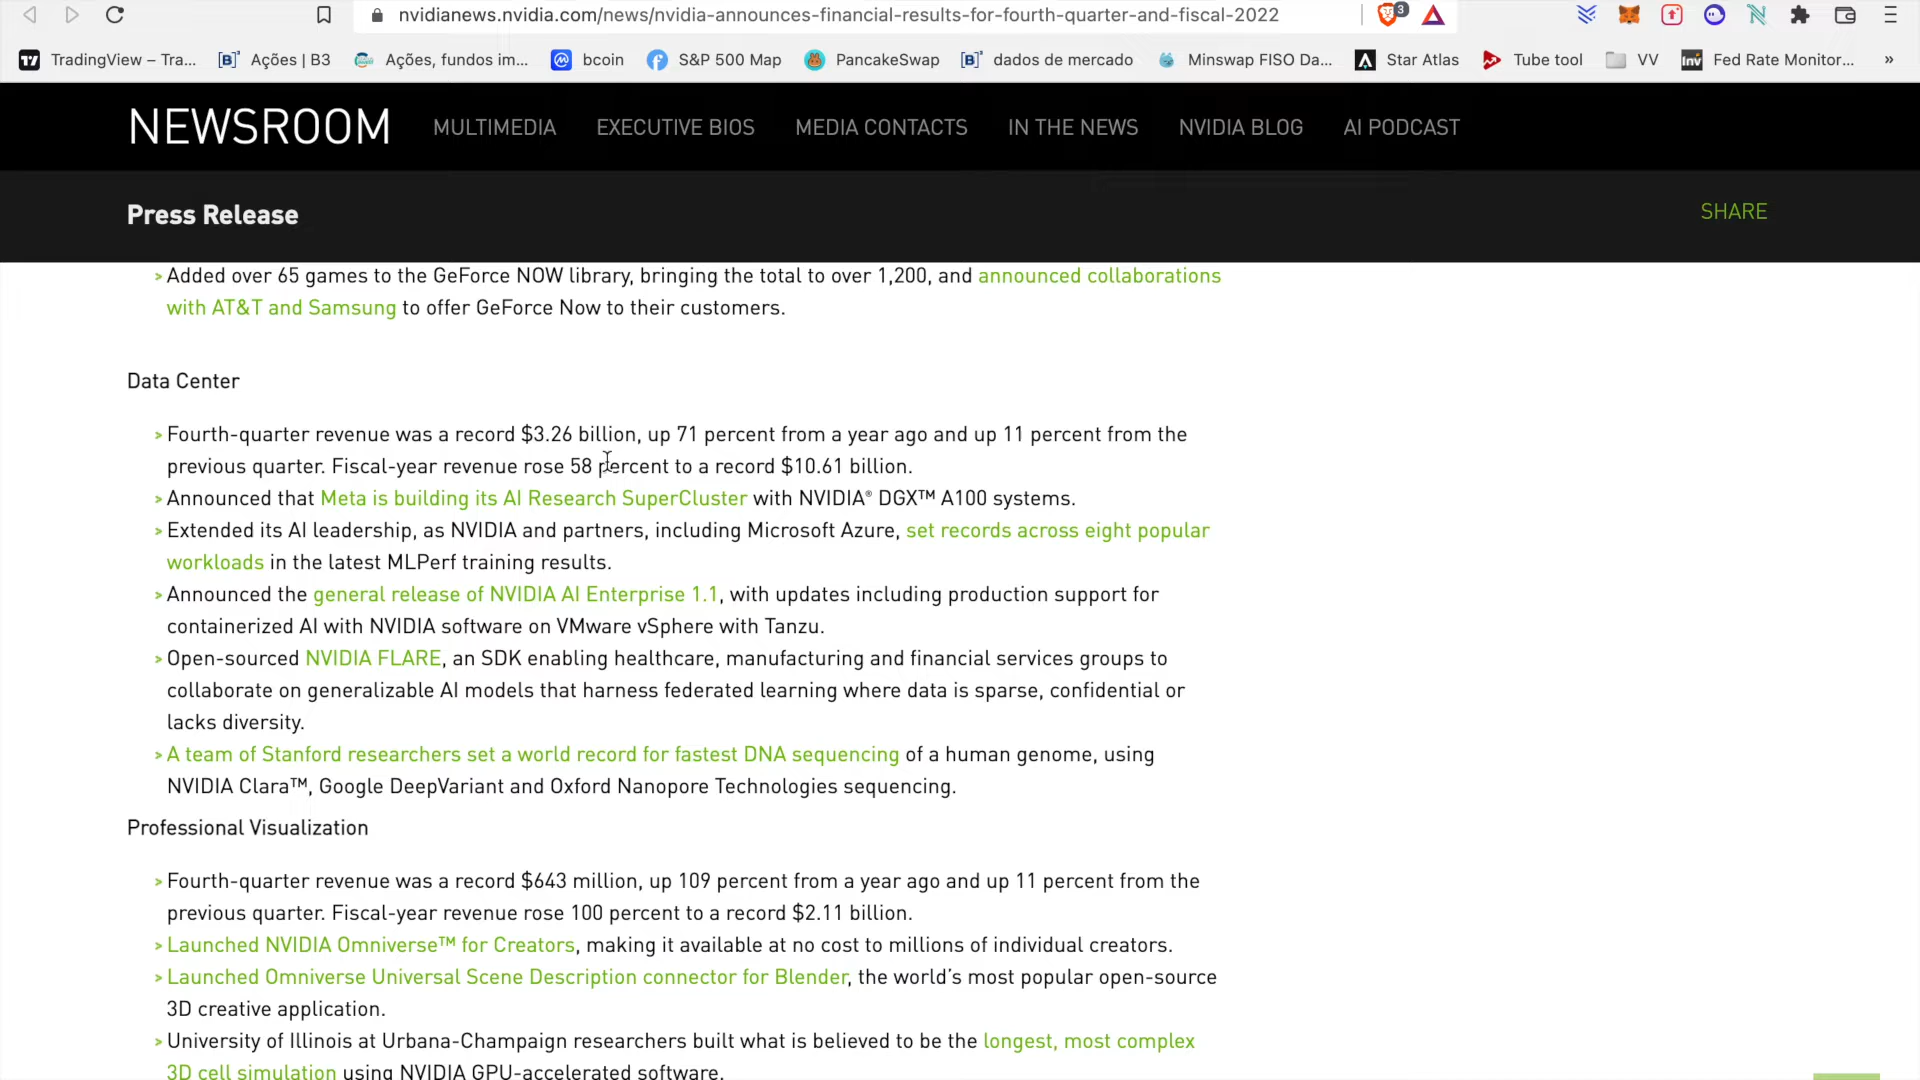 nvidianews.nvidia.com/news/nvidia-announces-financial-results-for-fourth-quarter-and-fiscal-2022
3
TradingView – Tra... Ações | B3 Ações, fundos im... bcoin S&P 500 Map PancakeSwap dados de mercado Minswap FISO Da... Star Atlas Tube tool VV Fed Rate Monitor... »
NEWSROOM MULTIMEDIA EXECUTIVE BIOS MEDIA CONTACTS IN THE NEWS NVIDIA BLOG AI PODCAST
Press Release SHARE
> Added over 65 games to the GeForce NOW library, bringing the total to over 1,200, and announced collaborations
with AT&T and Samsung to offer GeForce Now to their customers.
Data Center
> Fourth-quarter revenue was a record $3.26 billion, up 71 percent from a year ago and up 11 percent from the
previous quarter. Fiscal-year revenue rose 58 percent to a record $10.61 billion.
> Announced that Meta is building its AI Research SuperCluster with NVIDIA® DGX™ A100 systems.
> Extended its AI leadership, as NVIDIA and partners, including Microsoft Azure, set records across eight popular
workloads in the latest MLPerf training results.
> Announced the general release of NVIDIA AI Enterprise 1.1, with updates including production support for
containerized AI with NVIDIA software on VMware vSphere with Tanzu.
> Open-sourced NVIDIA FLARE, an SDK enabling healthcare, manufacturing and financial services groups to
collaborate on generalizable AI models that harness federated learning where data is sparse, confidential or
lacks diversity.
> A team of Stanford researchers set a world record for fastest DNA sequencing of a human genome, using
NVIDIA Clara™, Google DeepVariant and Oxford Nanopore Technologies sequencing.
Professional Visualization
> Fourth-quarter revenue was a record $643 million, up 109 percent from a year ago and up 11 percent from the
previous quarter. Fiscal-year revenue rose 100 percent to a record $2.11 billion.
> Launched NVIDIA Omniverse™ for Creators, making it available at no cost to millions of individual creators.
> Launched Omniverse Universal Scene Description connector for Blender, the world’s most popular open-source
3D creative application.
> University of Illinois at Urbana-Champaign researchers built what is believed to be the longest, most complex
3D cell simulation using NVIDIA GPU-accelerated software.